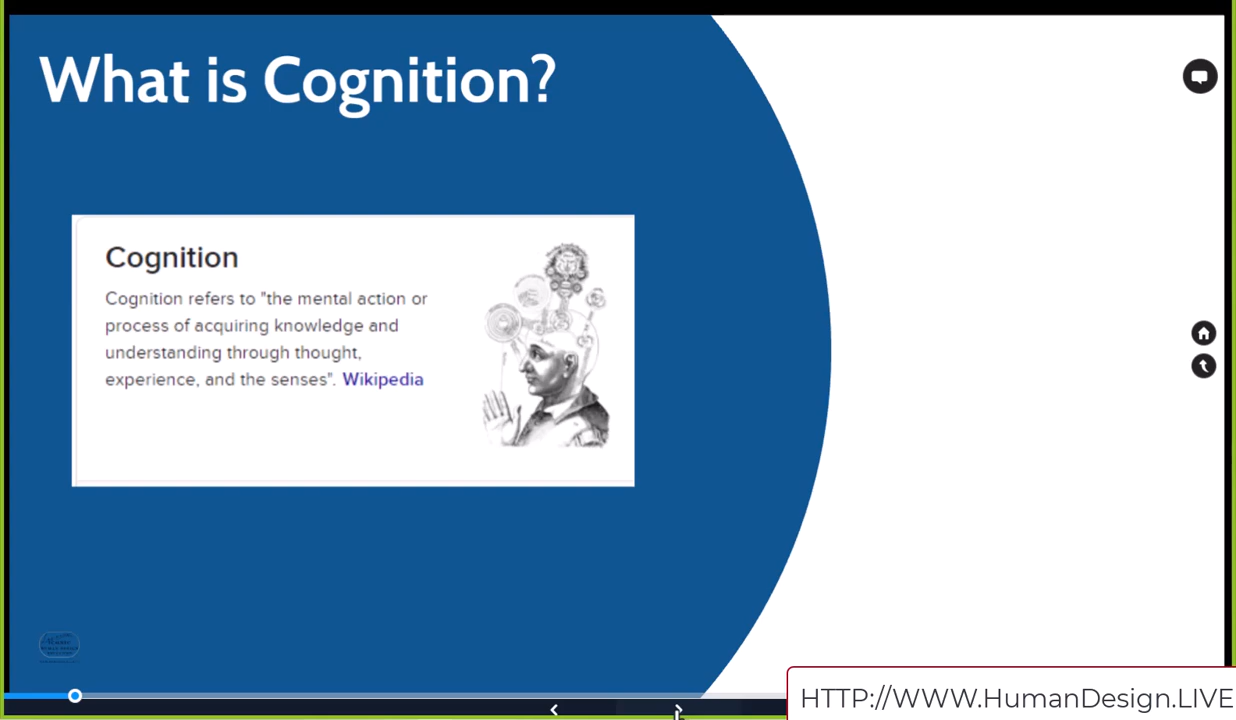 What is Cognition?
Cognition
Cognition refers to "the mental action or
process of acquiring knowledge and
understanding through thought,
experience, and the senses". Wikipedia
HTTP://WWW.HumanDesign.LIVE